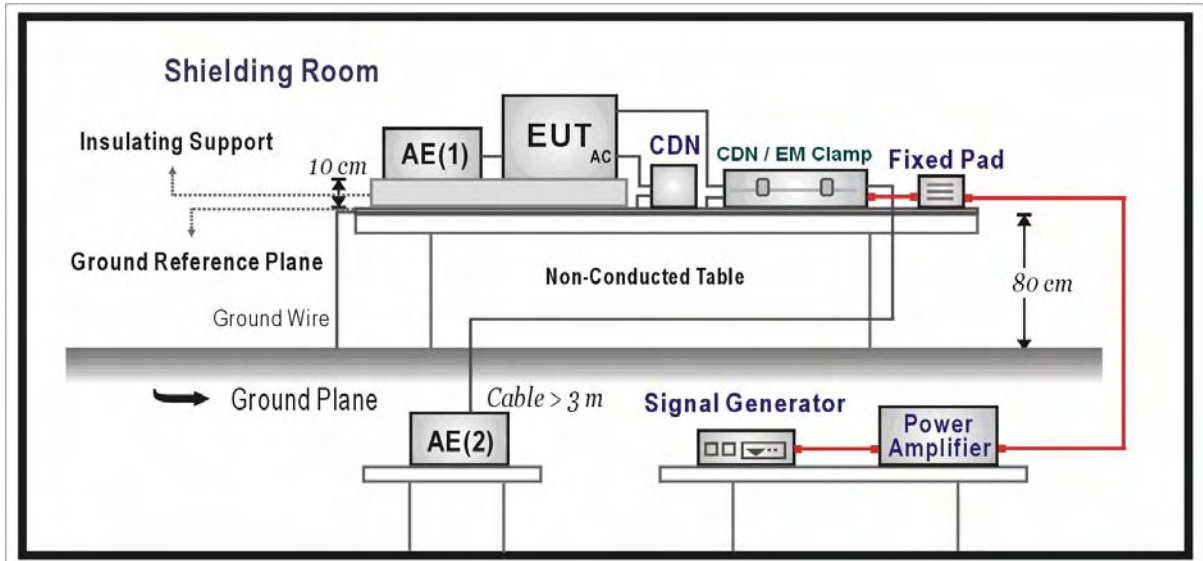 Shielding Room
Insulating Support
10 cm
AE(1)
EUT
AC
CDN
CDN / EM Clamp
Fixed Pad
Ground Reference Plane
Non-Conducted Table
80 cm
Ground Wire
Ground Plane
Cable > 3 m
AE(2)
Signal Generator
Power
Amplifier